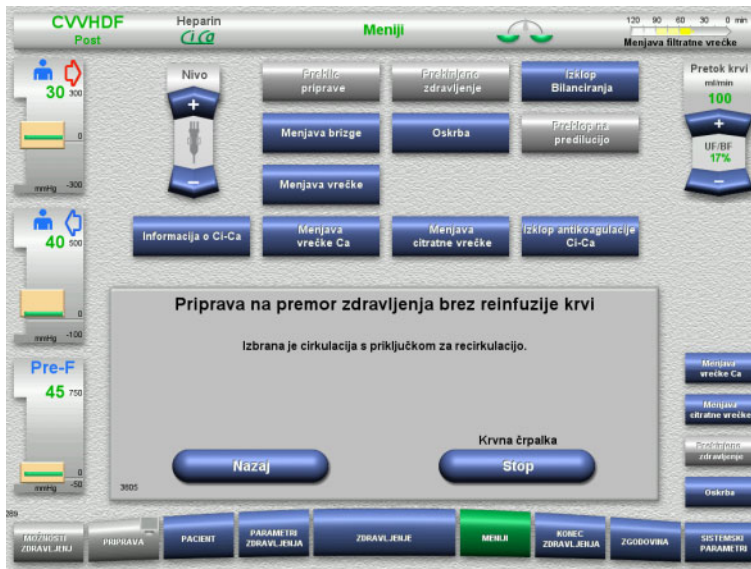 CVVHDF
Post
Heparin
Ci Ca
Meniji
120 90 60 30 0 min
Menjava filtratne vrečke
30
300
0
mmHg -300
40
500
0
mmHg -100
Pre-F
45
750
0
mmHg -50
Nivo
+
−
Prekilc
priprave
Prekinjeno
zdravljenje
Izklop
Bilanciranja
Menjava brizge
Oskrba
Preklop na
predilucijo
Menjava vrečke
Informacija o Ci-Ca
Menjava
vrečke Ca
Menjava
citratne vrečke
Izklop antikoagulacije
Ci-Ca
Pretok krvi
ml/min
100
+
UF/BF
17%
−
Priprava na premor zdravljenja brez reinfuzije krvi
Izbrana je cirkulacija s priključkom za recirkulacijo.
Krvna črpalka
Nazaj
Stop
3805
Menjava
vrečke Ca
Menjava
citratne vrečke
Prekinjeno
zdravljenje
Oskrba
289
MOŽNOSTI
ZDRAVLJENJ
PRIPRAVA
PACIENT
PARAMETRI
ZDRAVLJENJA
ZDRAVLJENJE
MENIJI
KONEC
ZDRAVLJENJA
ZGODOVINA
SISTEMSKI
PARAMETRI